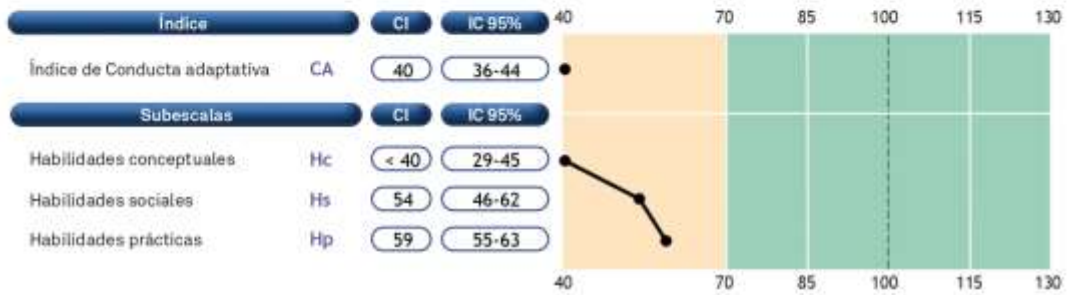 Índice CI IC 95% 40 70 85 100 115 130
Índice de Conducta adaptativa CA 40 36-44
Subescalas CI IC 95%
Habilidades conceptuales Hc < 40 29-45
Habilidades sociales Hs 54 46-62
Habilidades prácticas Hp 59 55-63
40 70 85 100 115 130